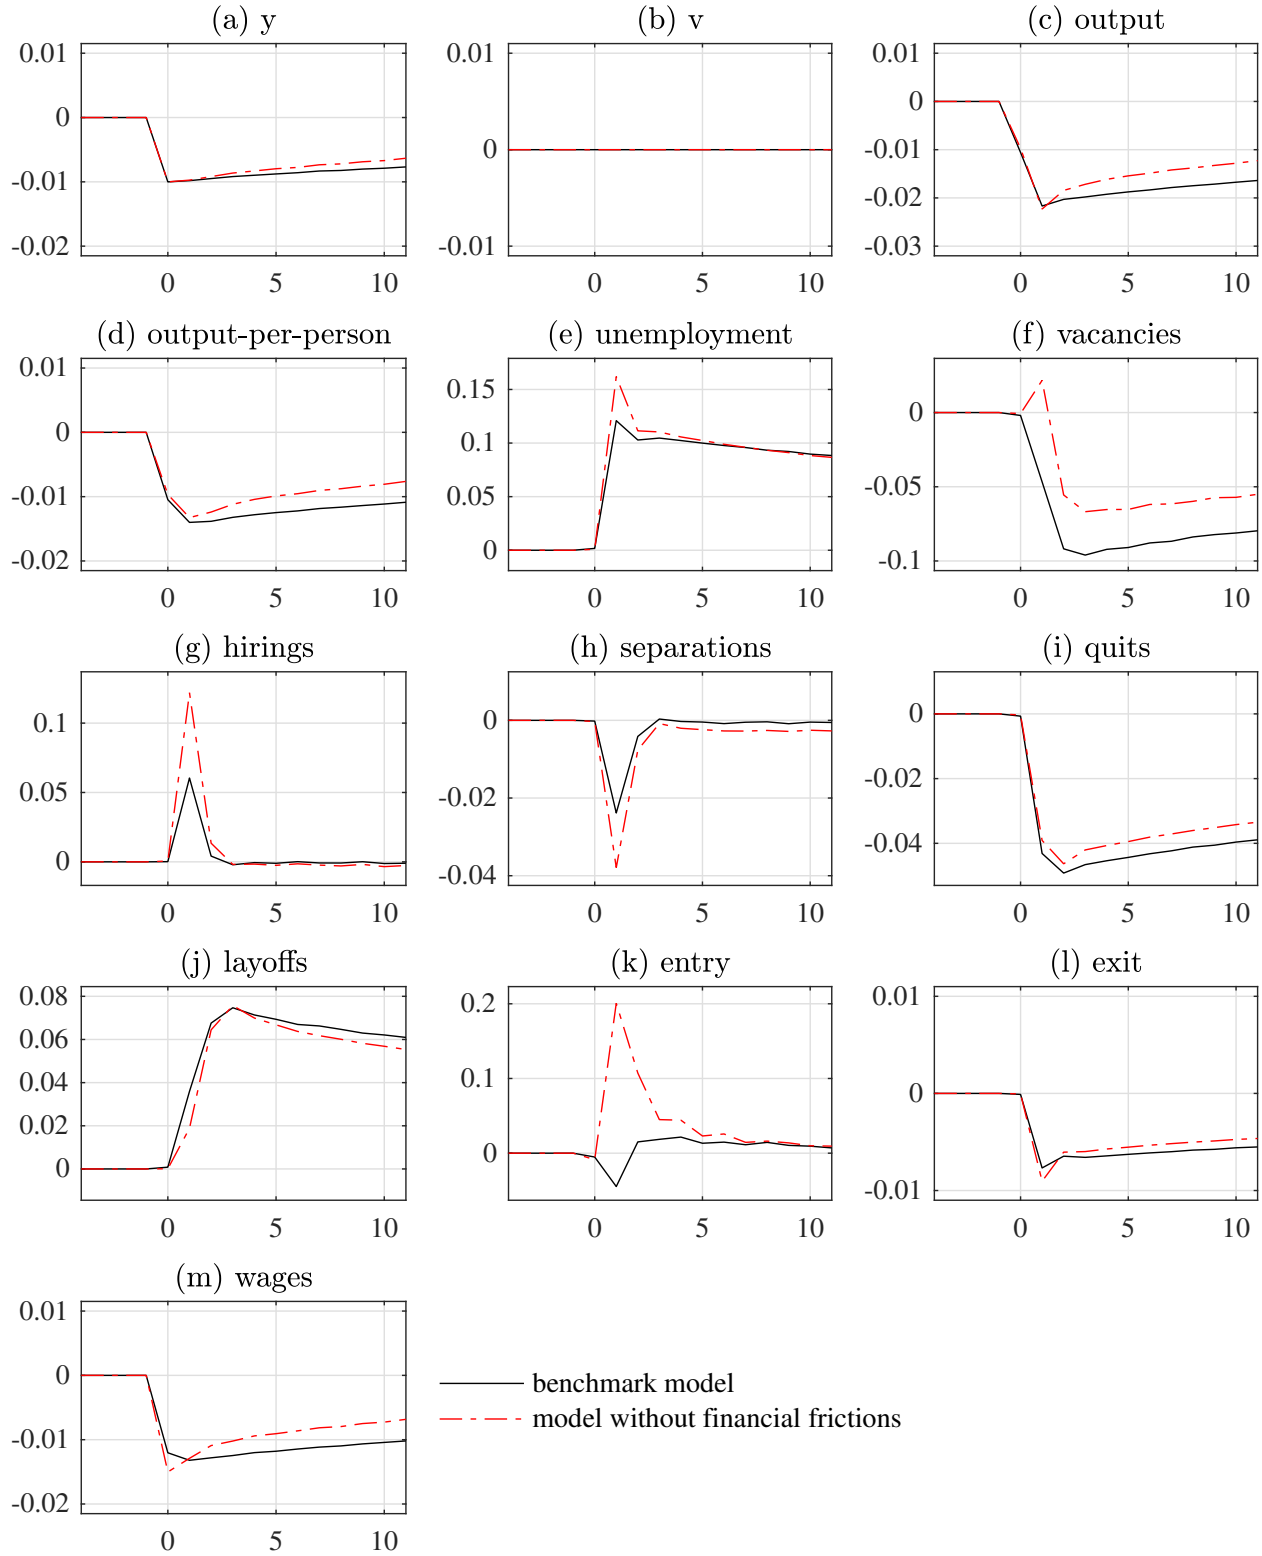 (a) y
0.01
0
-0.01
-0.02
0 5 10
(b) v
0.01
0
-0.01
0 5 10
(c) output
0.01
0
-0.01
-0.02
-0.03
0 5 10
(d) output-per-person
0.01
0
-0.01
-0.02
0 5 10
(e) unemployment
0.15
0.1
0.05
0
0 5 10
(f) vacancies
0
-0.05
-0.1
0 5 10
(g) hirings
0.1
0.05
0
0 5 10
(h) separations
0
-0.02
-0.04
0 5 10
(i) quits
0
-0.02
-0.04
0 5 10
(j) layoffs
0.08
0.06
0.04
0.02
0
0 5 10
(k) entry
0.2
0.1
0
0 5 10
(l) exit
0.01
0
-0.01
0 5 10
(m) wages
0.01
0
-0.01
-0.02
0 5 10
benchmark model
model without financial frictions